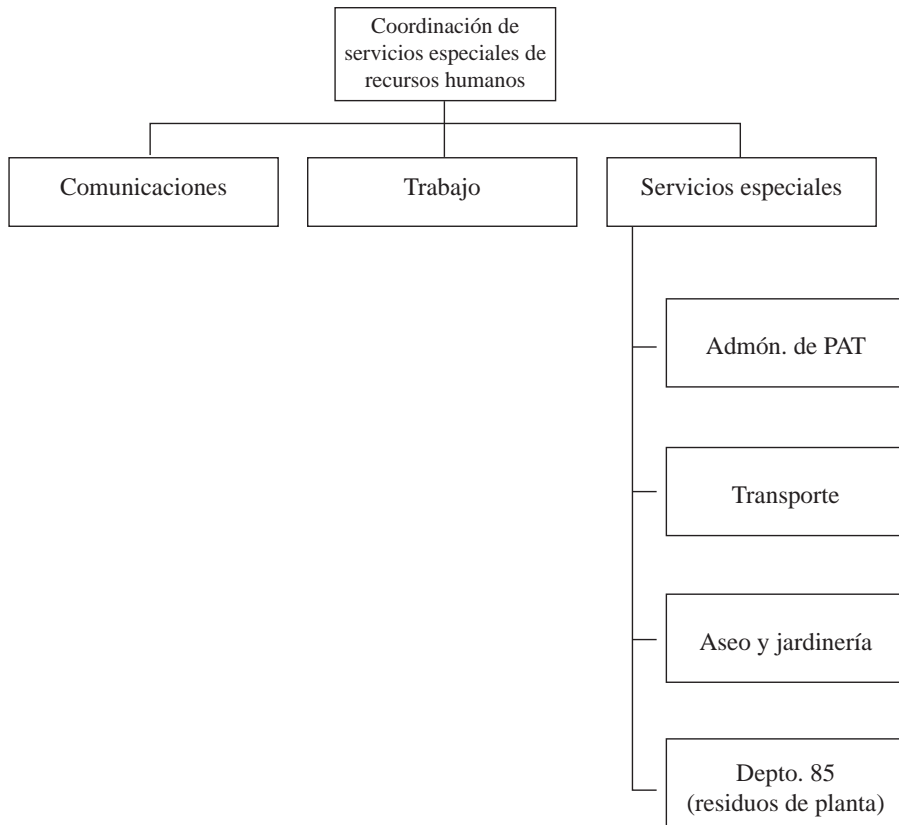 Coordinación de
servicios especiales de
recursos humanos
Comunicaciones
Trabajo
Servicios especiales
Admón. de PAT
Transporte
Aseo y jardinería
Depto. 85
(residuos de planta)